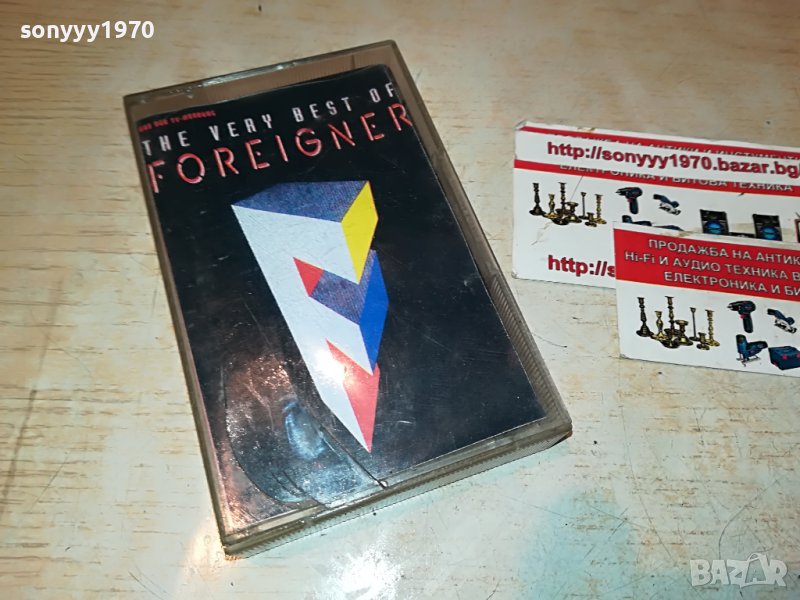 sonyyy1970
THE VERY BEST OF
FOREIGNER
http://sonyyy1970.bazar.bg/
ЕЛЕКТРОНИКА И БИТОВА ТЕХНИКА
http://s
ПРОДАЖБА НА АНТИК
Hi-Fi И АУДИО ТЕХНИКА В
ЕЛЕКТРОНИКА И БИ
BAZAR